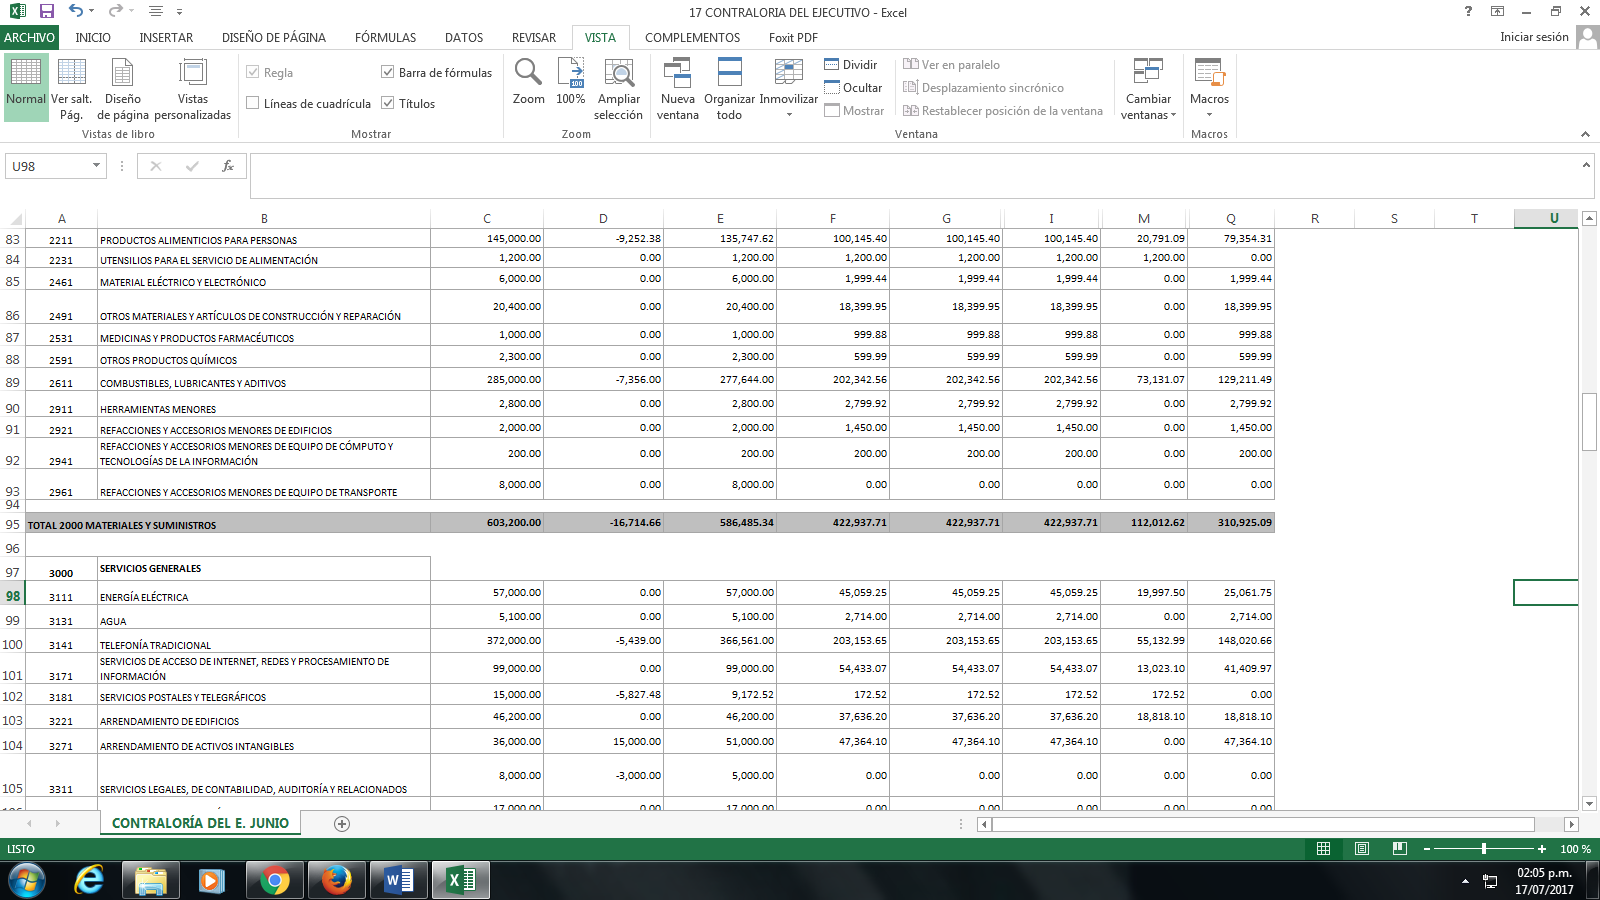 17 CONTRALORIA DEL EJECUTIVO - Excel
ARCHIVO INICIO INSERTAR DISEÑO DE PÁGINA FÓRMULAS DATOS REVISAR VISTA COMPLEMENTOS Foxit PDF Iniciar sesión
Normal Ver salt. Pág. Diseño de página Vistas personalizadas
Vistas de libro
Regla Barra de fórmulas
Líneas de cuadrícula Títulos
Mostrar
Zoom 100% Ampliar selección
Zoom
Nueva ventana Organizar todo Inmovilizar
Dividir
Ocultar
Mostrar
Ver en paralelo
Desplazamiento sincrónico
Restablecer posición de la ventana
Cambiar ventanas
Ventana
Macros
Macros
U98 fx
A B C D E F G I M Q R S T U
83 2211 PRODUCTOS ALIMENTICIOS PARA PERSONAS 145,000.00 -9,252.38 135,747.62 100,145.40 100,145.40 100,145.40 20,791.09 79,354.31
84 2231 UTENSILIOS PARA EL SERVICIO DE ALIMENTACIÓN 1,200.00 0.00 1,200.00 1,200.00 1,200.00 1,200.00 1,200.00 0.00
85 2461 MATERIAL ELÉCTRICO Y ELECTRÓNICO 6,000.00 0.00 6,000.00 1,999.44 1,999.44 1,999.44 0.00 1,999.44
86 2491 OTROS MATERIALES Y ARTÍCULOS DE CONSTRUCCIÓN Y REPARACIÓN 20,400.00 0.00 20,400.00 18,399.95 18,399.95 18,399.95 0.00 18,399.95
87 2531 MEDICINAS Y PRODUCTOS FARMACÉUTICOS 1,000.00 0.00 1,000.00 999.88 999.88 999.88 0.00 999.88
88 2591 OTROS PRODUCTOS QUÍMICOS 2,300.00 0.00 2,300.00 599.99 599.99 599.99 0.00 599.99
89 2611 COMBUSTIBLES, LUBRICANTES Y ADITIVOS 285,000.00 -7,356.00 277,644.00 202,342.56 202,342.56 202,342.56 73,131.07 129,211.49
90 2911 HERRAMIENTAS MENORES 2,800.00 0.00 2,800.00 2,799.92 2,799.92 2,799.92 0.00 2,799.92
91 2921 REFACCIONES Y ACCESORIOS MENORES DE EDIFICIOS 2,000.00 0.00 2,000.00 1,450.00 1,450.00 1,450.00 0.00 1,450.00
92 2941 REFACCIONES Y ACCESORIOS MENORES DE EQUIPO DE CÓMPUTO Y TECNOLOGÍAS DE LA INFORMACIÓN 200.00 0.00 200.00 200.00 200.00 200.00 0.00 200.00
93 2961 REFACCIONES Y ACCESORIOS MENORES DE EQUIPO DE TRANSPORTE 8,000.00 0.00 8,000.00 0.00 0.00 0.00 0.00 0.00
94
95 TOTAL 2000 MATERIALES Y SUMINISTROS 603,200.00 -16,714.66 586,485.34 422,937.71 422,937.71 422,937.71 112,012.62 310,925.09
96
97 3000 SERVICIOS GENERALES
98 3111 ENERGÍA ELÉCTRICA 57,000.00 0.00 57,000.00 45,059.25 45,059.25 45,059.25 19,997.50 25,061.75
99 3131 AGUA 5,100.00 0.00 5,100.00 2,714.00 2,714.00 2,714.00 0.00 2,714.00
100 3141 TELEFONÍA TRADICIONAL 372,000.00 -5,439.00 366,561.00 203,153.65 203,153.65 203,153.65 55,132.99 148,020.66
101 3171 SERVICIOS DE ACCESO DE INTERNET, REDES Y PROCESAMIENTO DE INFORMACIÓN 99,000.00 0.00 99,000.00 54,433.07 54,433.07 54,433.07 13,023.10 41,409.97
102 3181 SERVICIOS POSTALES Y TELEGRÁFICOS 15,000.00 -5,827.48 9,172.52 172.52 172.52 172.52 172.52 0.00
103 3221 ARRENDAMIENTO DE EDIFICIOS 46,200.00 0.00 46,200.00 37,636.20 37,636.20 37,636.20 18,818.10 18,818.10
104 3271 ARRENDAMIENTO DE ACTIVOS INTANGIBLES 36,000.00 15,000.00 51,000.00 47,364.10 47,364.10 47,364.10 0.00 47,364.10
105 3311 SERVICIOS LEGALES, DE CONTABILIDAD, AUDITORÍA Y RELACIONADOS 8,000.00 -3,000.00 5,000.00 0.00 0.00 0.00 0.00 0.00
17,000.00 0.00 17,000.00 0.00 0.00 0.00 0.00 0.00
CONTRALORÍA DEL E. JUNIO
LISTO 100 %
02:05 p.m.
17/07/2017